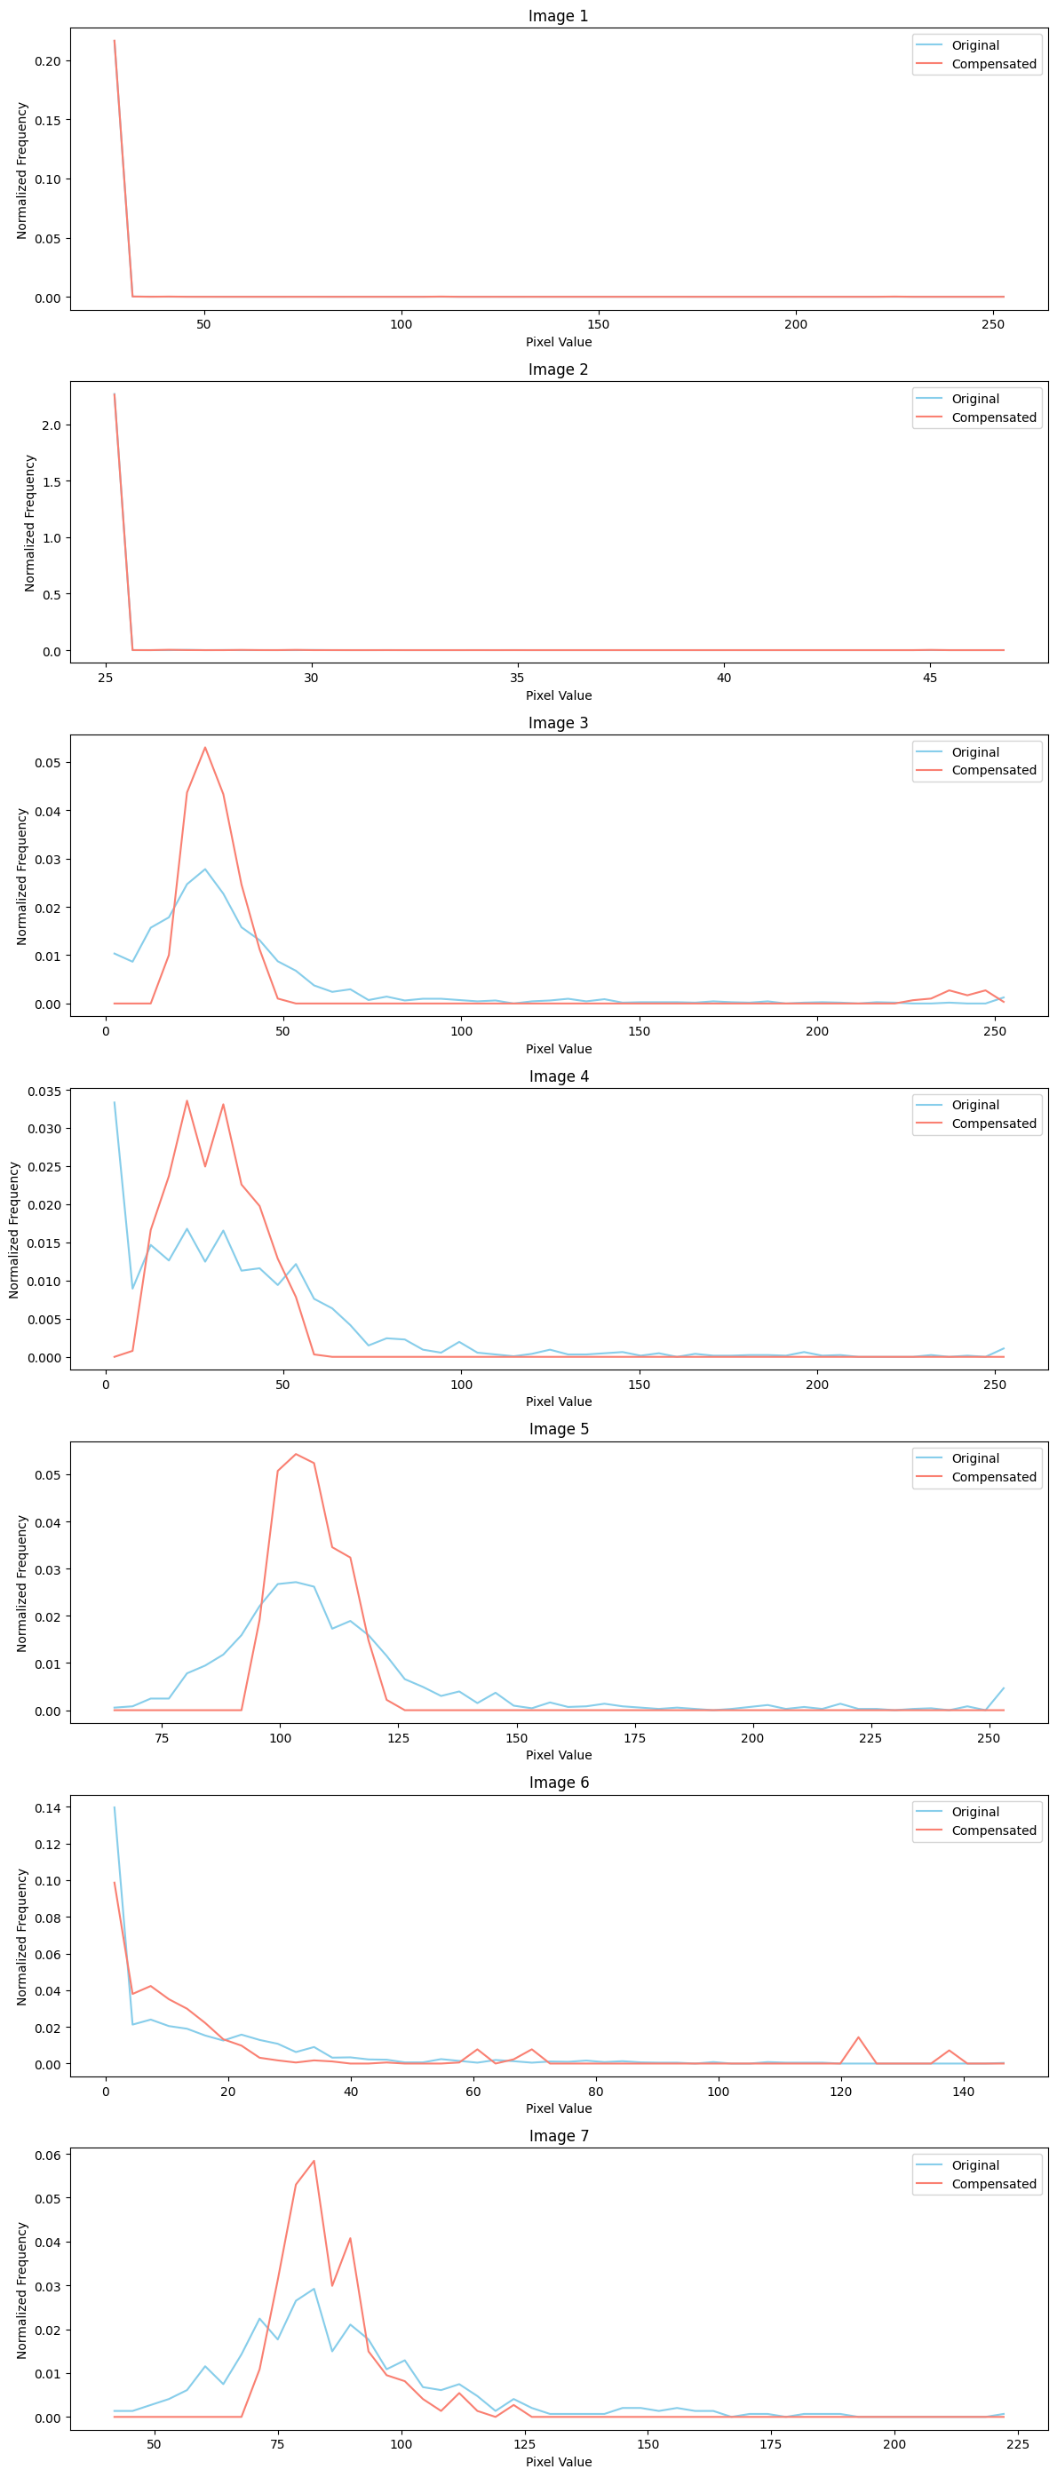 Image 1
Original
Compensated
Normalized Frequency
0.20
0.15
0.10
0.05
0.00
50 100 150 200 250
Pixel Value
Image 2
Original
Compensated
Normalized Frequency
2.0
1.5
1.0
0.5
0.0
25 30 35 40 45
Pixel Value
Image 3
Original
Compensated
Normalized Frequency
0.05
0.04
0.03
0.02
0.01
0.00
0 50 100 150 200 250
Pixel Value
Image 4
Original
Compensated
Normalized Frequency
0.035
0.030
0.025
0.020
0.015
0.010
0.005
0.000
0 50 100 150 200 250
Pixel Value
Image 5
Original
Compensated
Normalized Frequency
0.05
0.04
0.03
0.02
0.01
0.00
75 100 125 150 175 200 225 250
Pixel Value
Image 6
Original
Compensated
Normalized Frequency
0.14
0.12
0.10
0.08
0.06
0.04
0.02
0.00
0 20 40 60 80 100 120 140
Pixel Value
Image 7
Original
Compensated
Normalized Frequency
0.06
0.05
0.04
0.03
0.02
0.01
0.00
50 75 100 125 150 175 200 225
Pixel Value